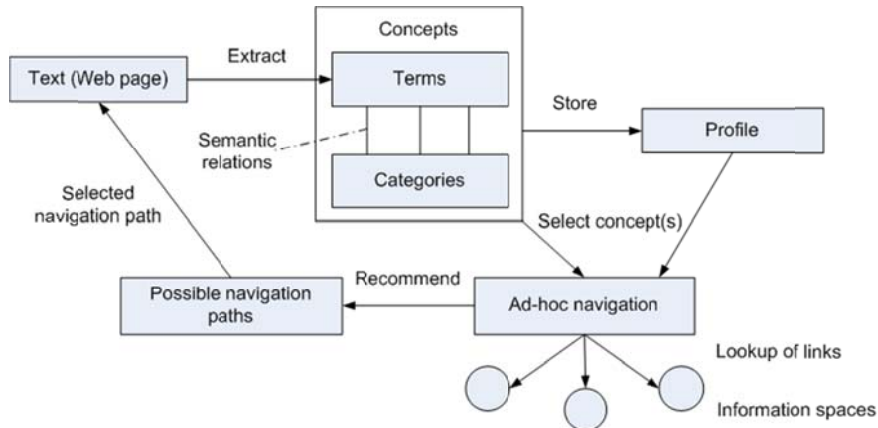 Concepts
Extract
Text (Web page)
Terms
Store
Profile
Semantic
relations
Categories
Selected
navigation path
Select concept(s)
Recommend
Possible navigation
paths
Ad-hoc navigation
Lookup of links
Information spaces